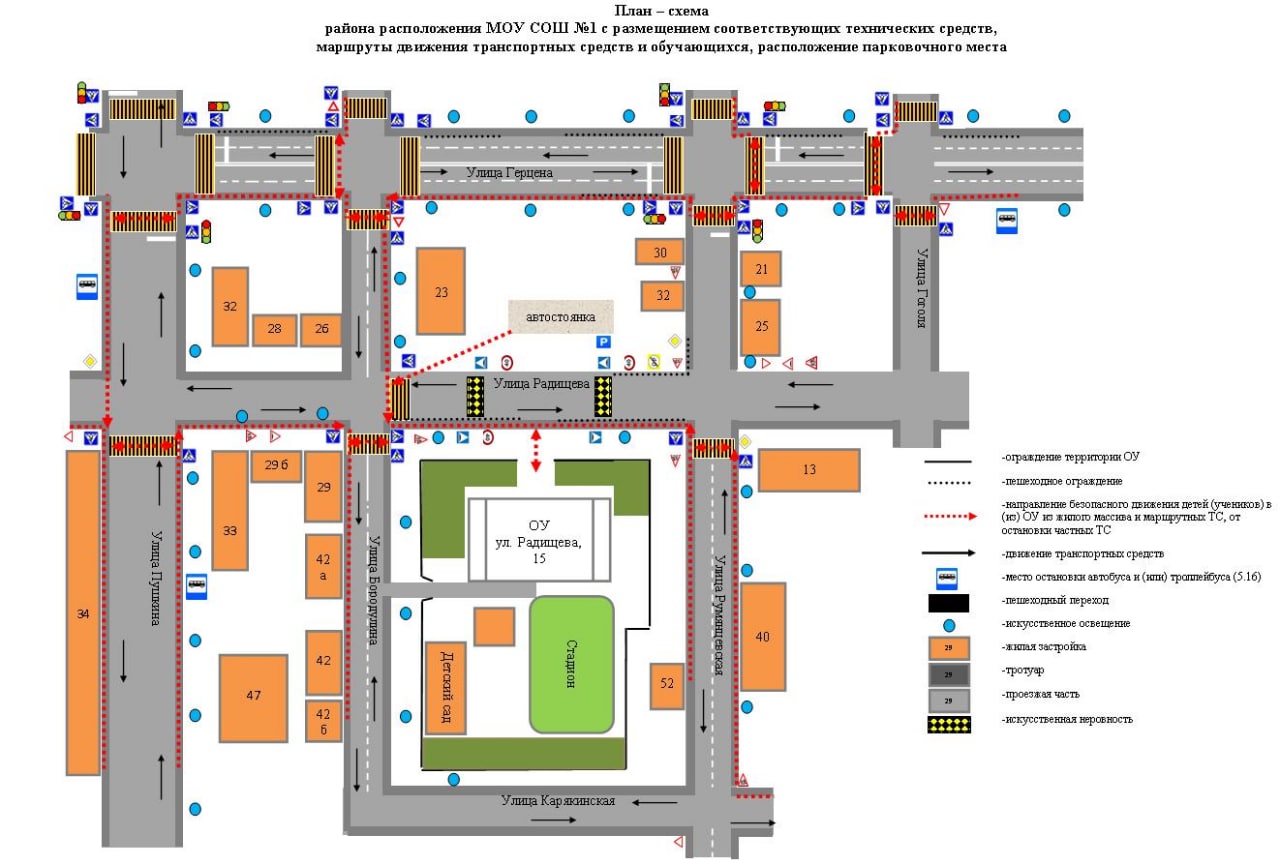 План – схема
района расположения МОУ СОШ №1 с размещением соответствующих технических средств,
маршруты движения транспортных средств и обучающихся, расположение парковочного места
Улица Герцена
30
21
32
23
32
28
26
25
автостоянка
Улица Гоголя
P
Улица Радищева
29 б
29
13
33
ОУ
ул. Радищева,
15
42
а
Улица Пушкина
Улица Бородулина
Улица Румянцевская
34
Стадион
40
Детский сад
42
47
52
42
б
Улица Карякинская
-ограждение территории ОУ
-пешеходное ограждение
-направление безопасного движения детей (учеников) в
(из) ОУ из жилого массива и маршрутных ТС, от
остановки частных ТС
-движение транспортных средств
-место остановки автобуса и (или) троллейбуса (5.16)
-пешеходный переход
-искусственное освещение
29
-жилая застройка
29
-тротуар
29
-проезжая часть
-искусственная неровность